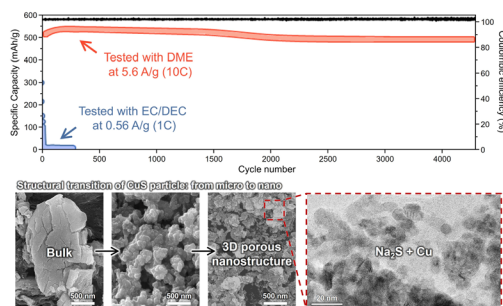 600
500
400
300
200
100
0
Specific Capacity (mAh/g)
Tested with DME
at 5.6 A/g (10C)
Tested with EC/DEC
at 0.56 A/g (1C)
100
80
60
40
20
0
Coulombic efficiency (%)
0 500 1000 1500 2000 2500 3000 3500 4000
Cycle number
Structural transition of CuS particle: from micro to nano
Bulk
3D porous
nanostructure
Na₂S + Cu
500 nm
500 nm
500 nm
20 nm